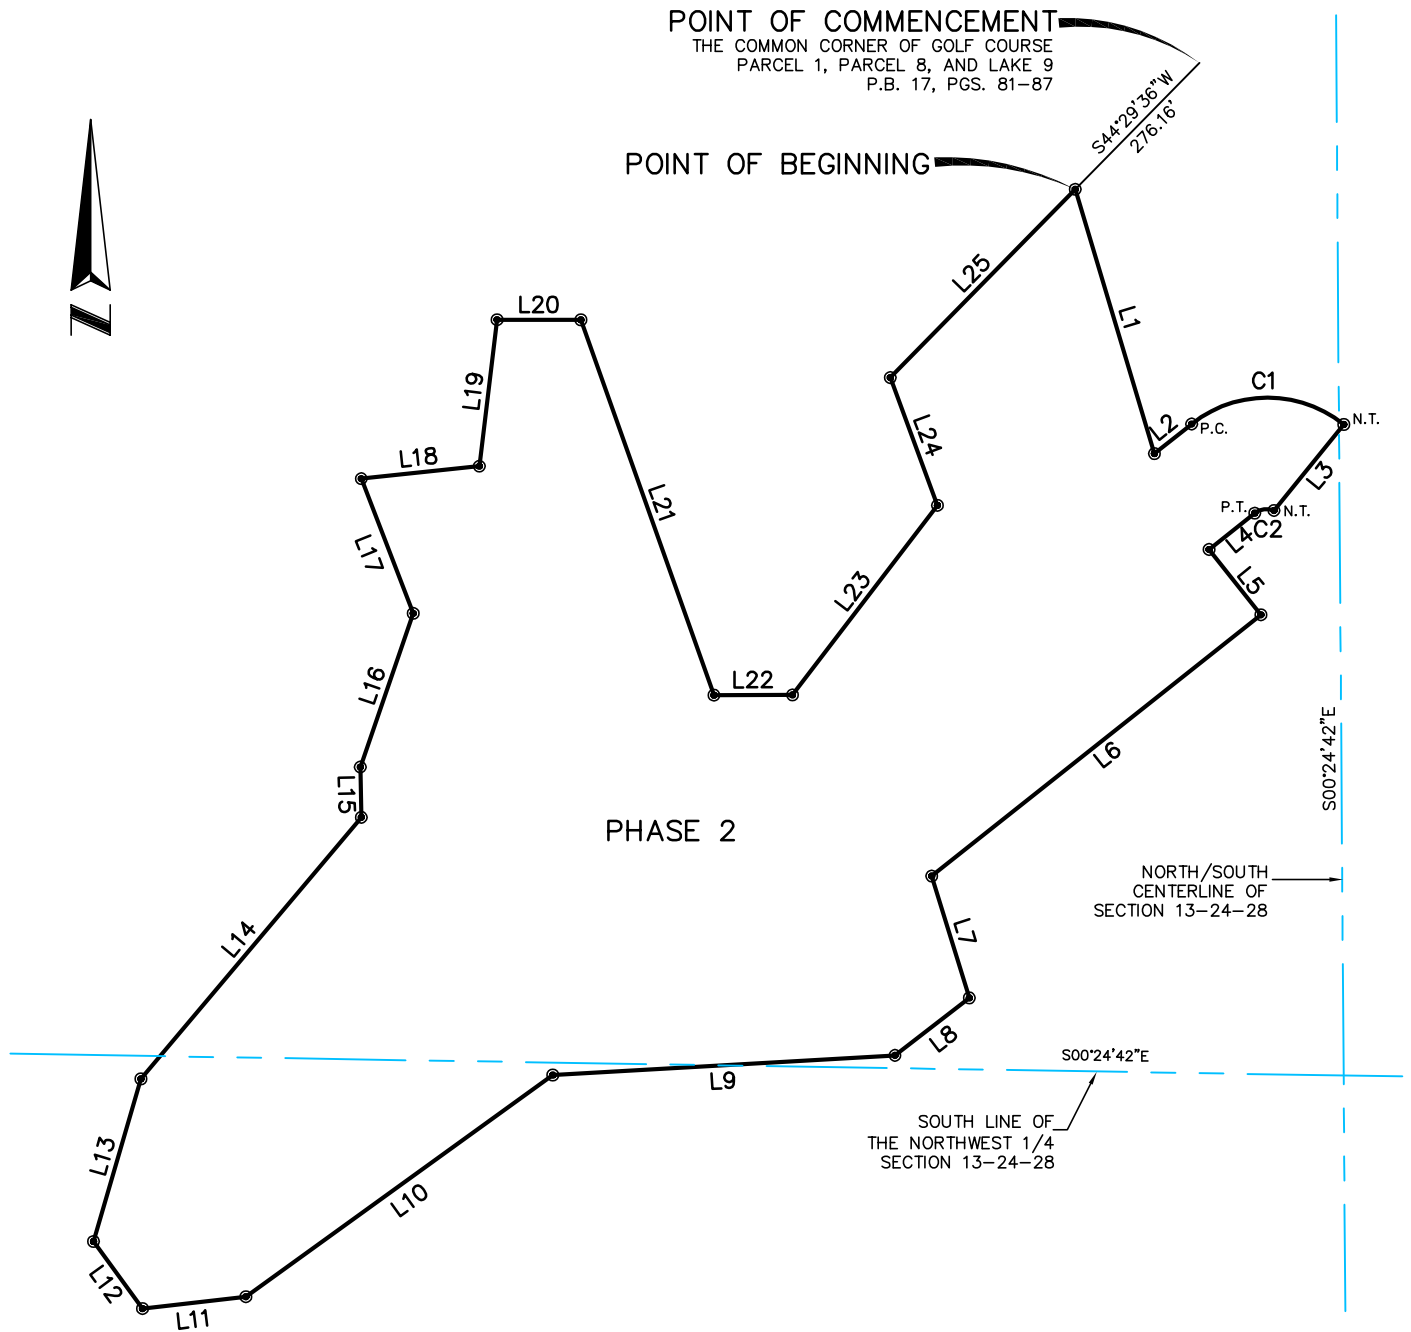 POINT OF COMMENCEMENT
THE COMMON CORNER OF GOLF COURSE
PARCEL 1, PARCEL 8, AND LAKE 9
P.B. 17, PGS. 81-87
S44°29'36"W
276.16'
POINT OF BEGINNING
N
L25
L1
L20
L19
C1
N.T.
L2
P.C.
L24
L18
L3
L21
P.T.
N.T.
C2
L4
L17
L5
L23
L16
L22
L6
S00°24'42"E
L15
PHASE 2
NORTH/SOUTH
CENTERLINE OF
SECTION 13-24-28
L14
L7
L8
S00°24'42"E
L9
SOUTH LINE OF
THE NORTHWEST 1/4
SECTION 13-24-28
L13
L10
L12
L11